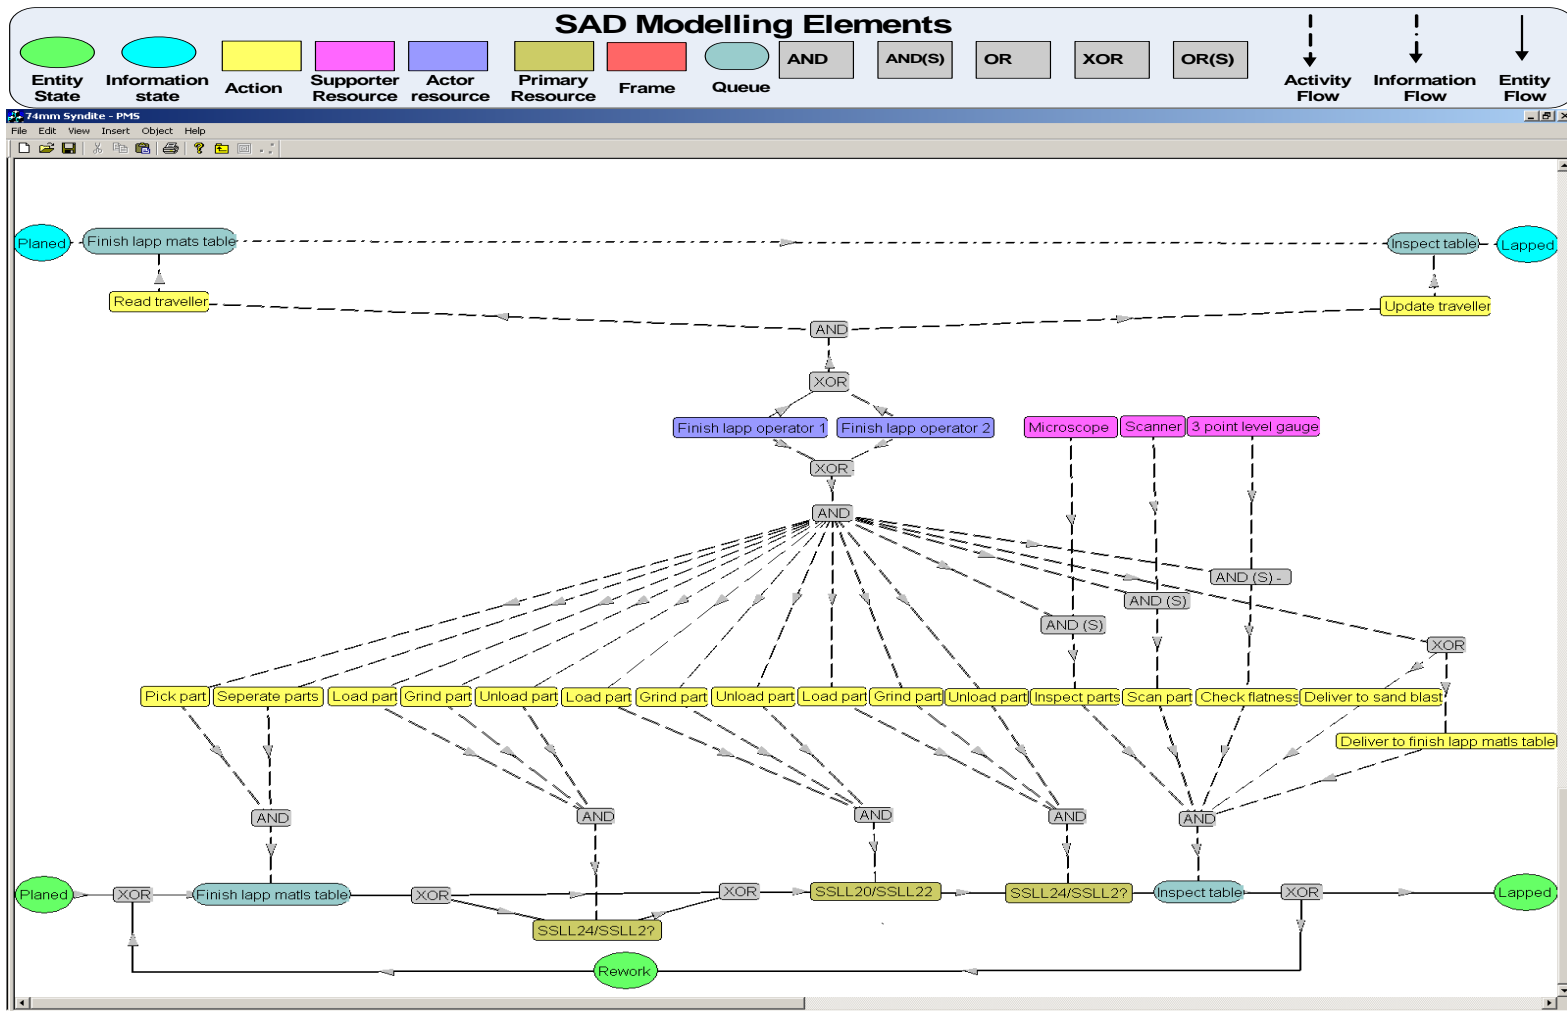 SAD Modelling Elements
AND
AND(S)
OR
XOR
OR(S)
Entity State
Information state
Action
Supporter Resource
Actor resource
Primary Resource
Frame
Queue
Activity Flow
Information Flow
Entity Flow
74mm Syndite - PMS
File Edit View Insert Object Help
Planed
Finish lapp mats table
Inspect table
Lapped
Read traveller
Update traveller
AND
XOR
Finish lapp operator 1
Finish lapp operator 2
Microscope
Scanner
3 point level gauge
XOR
AND
AND (S) -
AND (S)
AND (S)
XOR
Pick part
Seperate parts
Load part
Grind part
Unload part
Load part
Grind part
Unload part
Load part
Grind part
Unload part
Inspect parts
Scan part
Check flatness
Deliver to sand blast
Deliver to finish lapp matls table
AND
AND
AND
AND
AND
Planed
XOR
Finish lapp matls table
XOR
XOR
SSLL20/SSLL22
SSLL24/SSLL2?
Inspect table
XOR
Lapped
SSLL24/SSLL2?
Rework